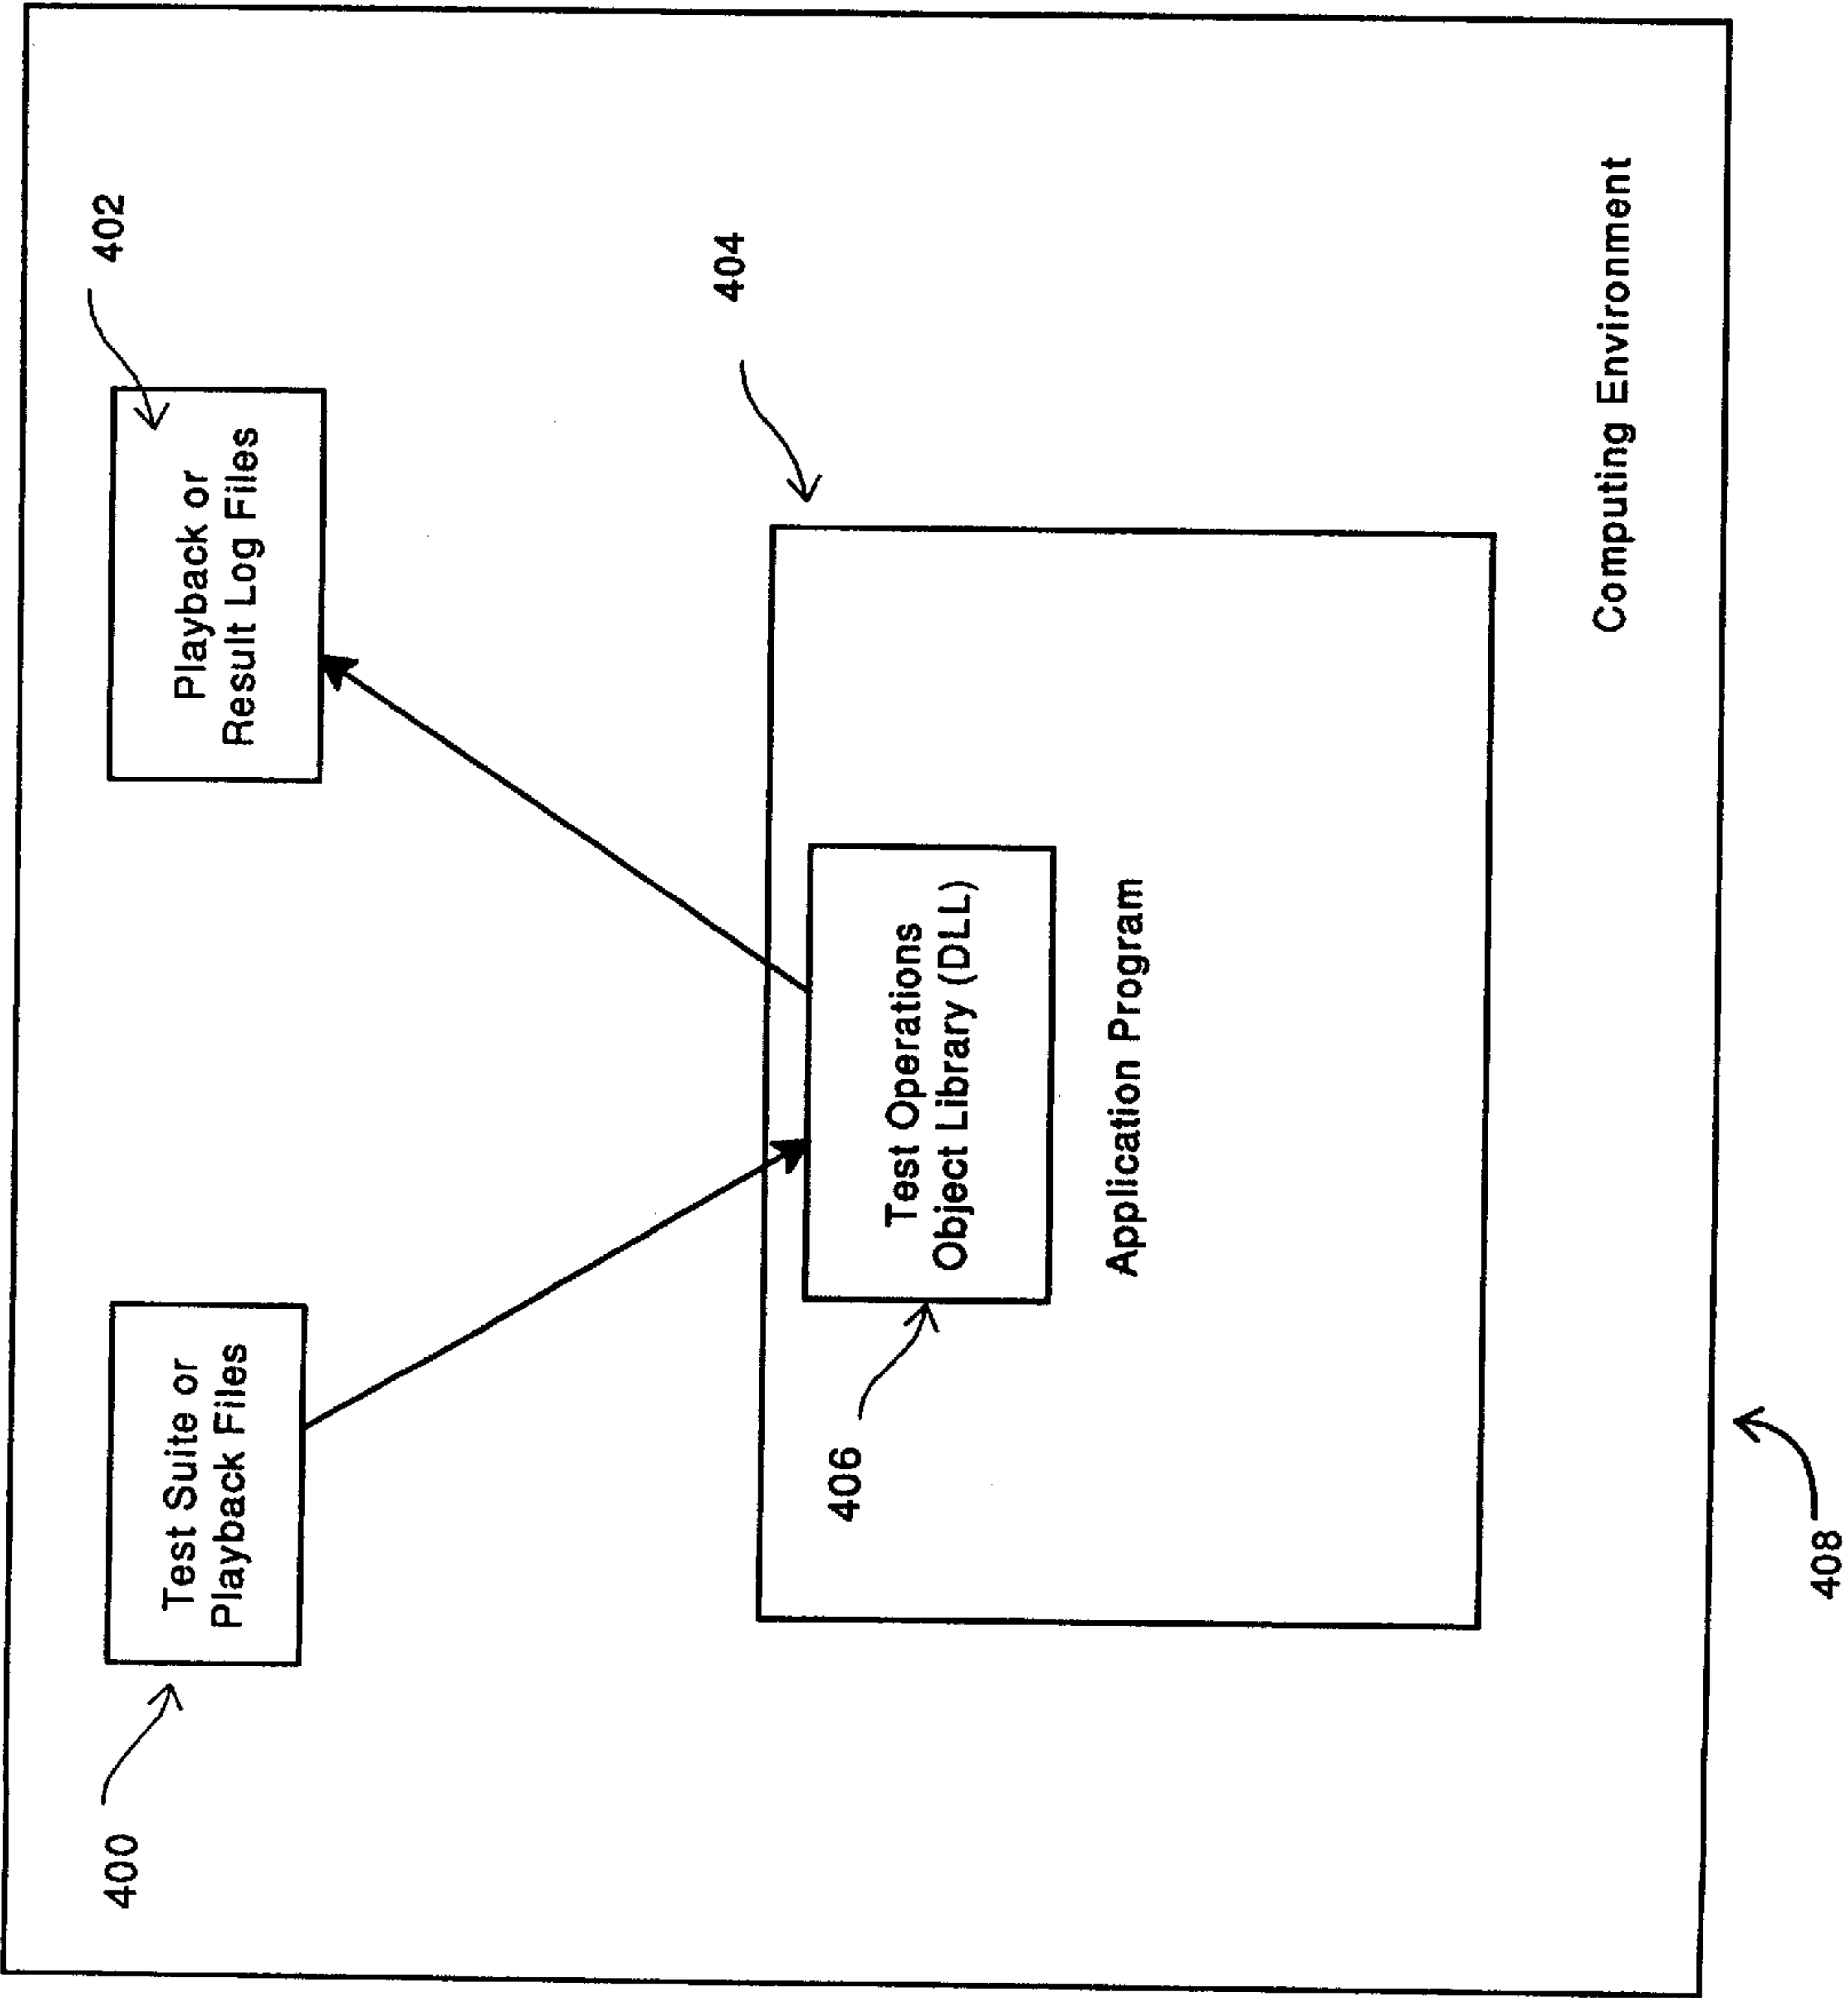 400
Test Suite or
Playback Files
Playback or
Result Log Files
402
404
406
Test Operations
Object Library (DLL)
Application Program
Computing Environment
408